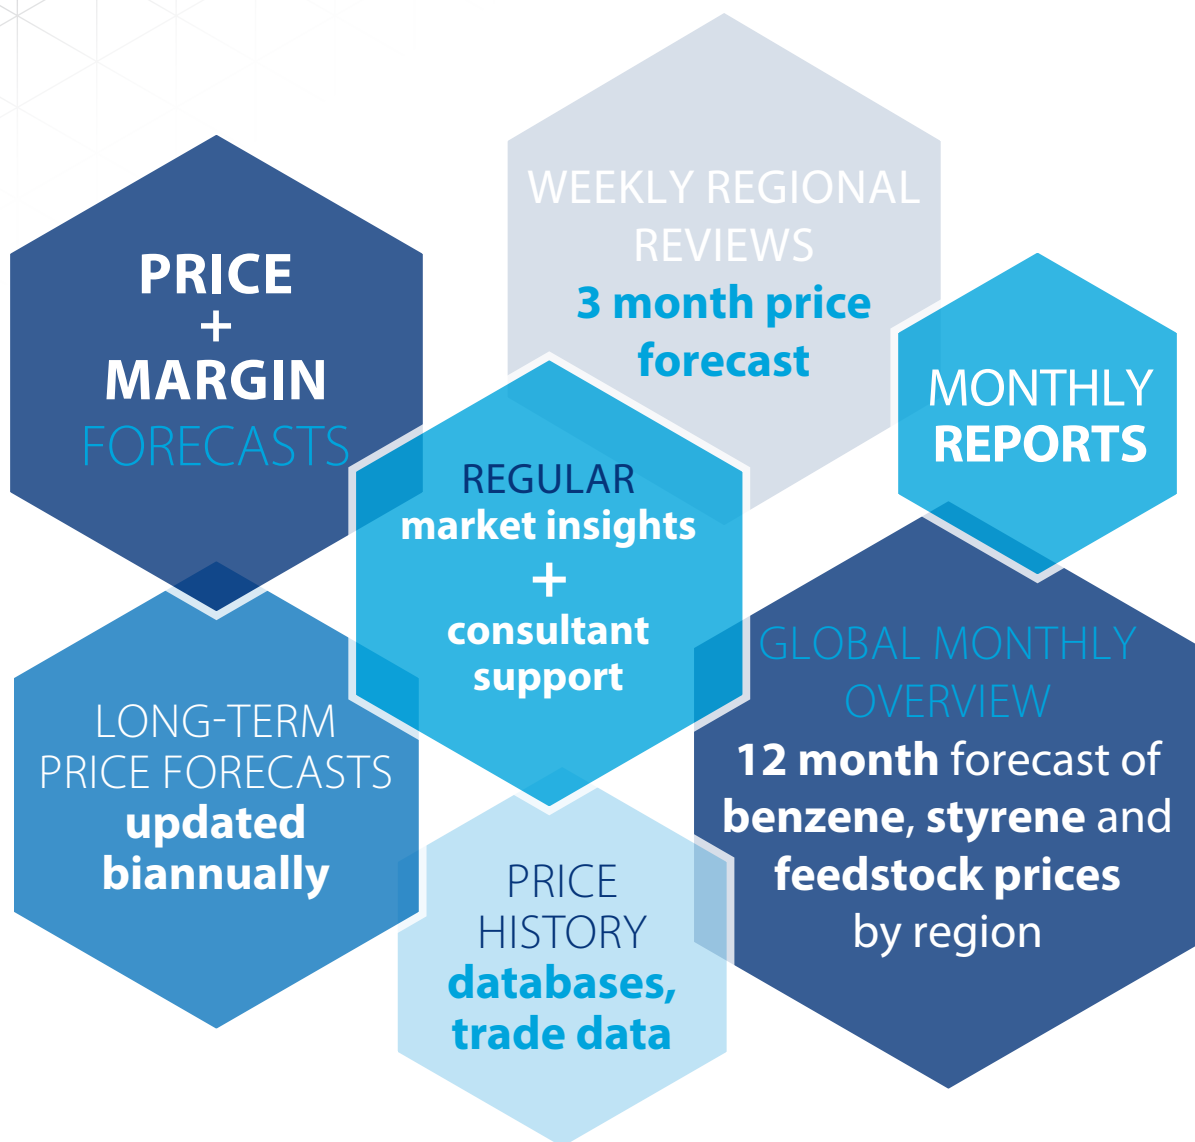 PRICE
+
MARGIN
FORECASTS
WEEKLY REGIONAL
REVIEWS
3 month price
forecast
MONTHLY
REPORTS
REGULAR
market insights
+
consultant
support
LONG-TERM
PRICE FORECASTS
updated
biannually
GLOBAL MONTHLY
OVERVIEW
12 month forecast of
benzene, styrene and
feedstock prices
by region
PRICE
HISTORY
databases,
trade data